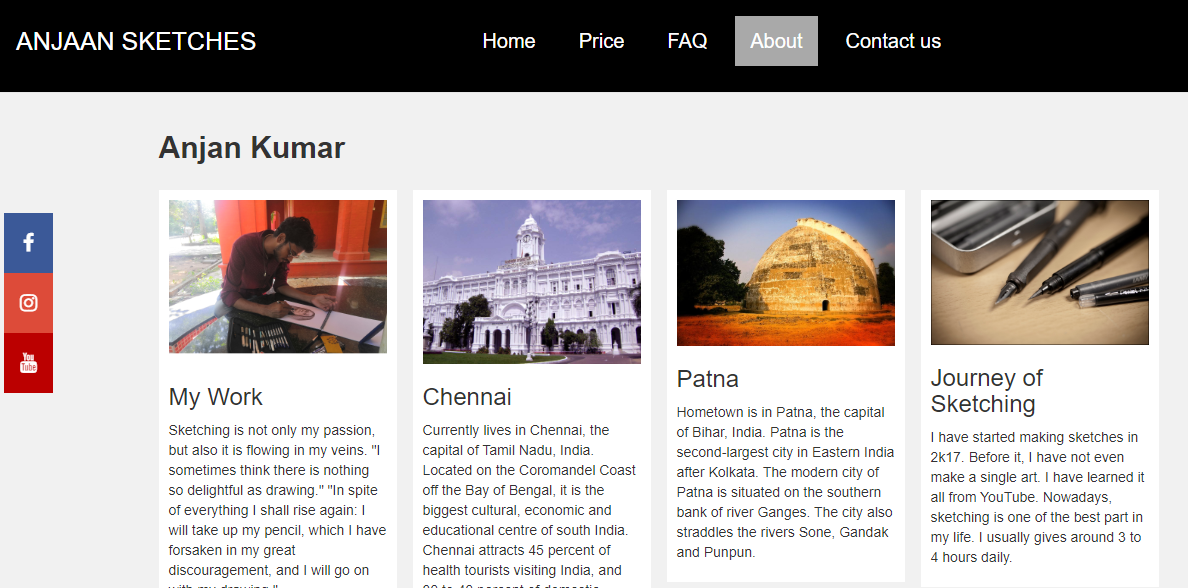 ANJAAN SKETCHES
Home
Price
FAQ
About
Contact us
Anjan Kumar
You
Tube
My Work
Sketching is not only my passion,
but also it is flowing in my veins. "I
sometimes think there is nothing
so delightful as drawing." "In spite
of everything I shall rise again: I
will take up my pencil, which I have
forsaken in my great
discouragement, and I will go on
with my drawing."
Chennai
Currently lives in Chennai, the
capital of Tamil Nadu, India.
Located on the Coromandel Coast
off the Bay of Bengal, it is the
biggest cultural, economic and
educational centre of south India.
Chennai attracts 45 percent of
health tourists visiting India, and
30 to 40 percent of domestic
Patna
Hometown is in Patna, the capital
of Bihar, India. Patna is the
second-largest city in Eastern India
after Kolkata. The modern city of
Patna is situated on the southern
bank of river Ganges. The city also
straddles the rivers Sone, Gandak
and Punpun.
Journey of
Sketching
I have started making sketches in
2k17. Before it, I have not even
make a single art. I have learned it
all from YouTube. Nowadays,
sketching is one of the best part in
my life. I usually gives around 3 to
4 hours daily.